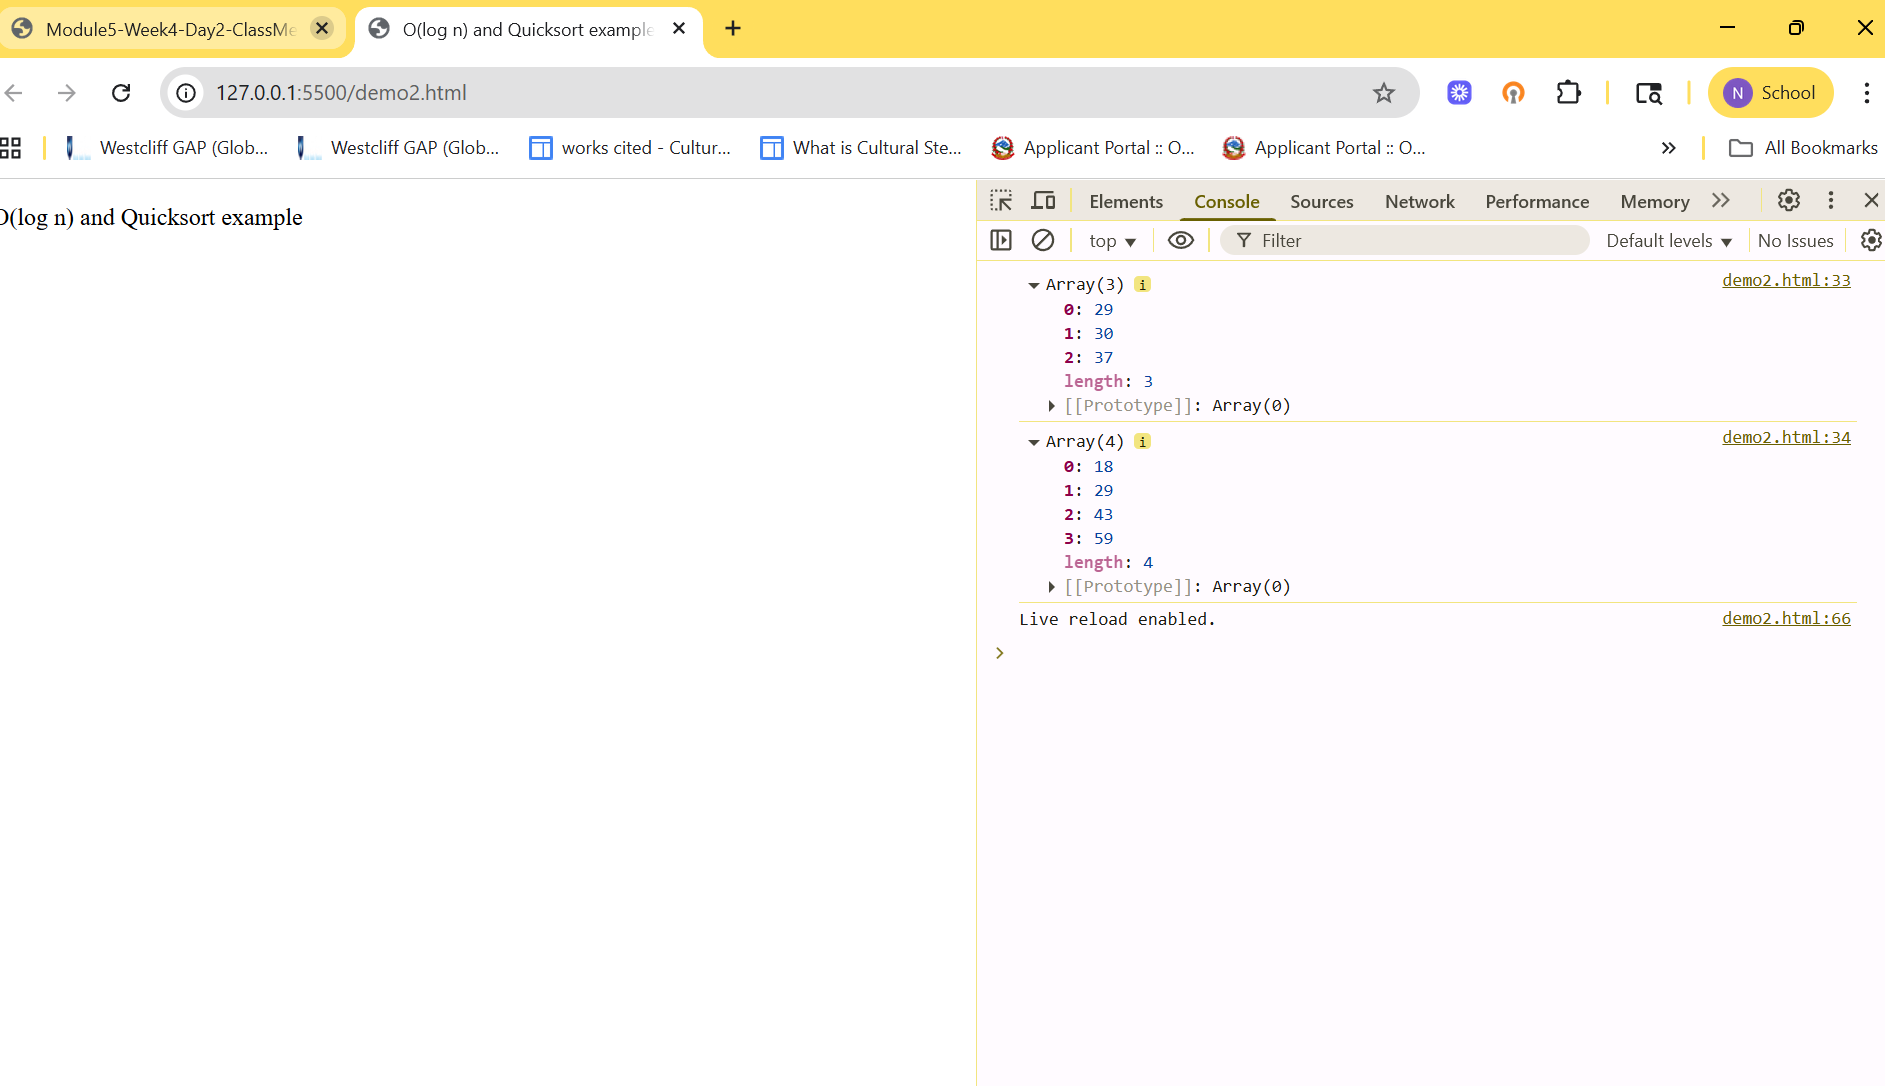 Module5-Week4-Day2-ClassMe
O(log n) and Quicksort example
127.0.0.1:5500/demo2.html
N School
Westcliff GAP (Glob...
Westcliff GAP (Glob...
works cited - Cultur...
What is Cultural Ste...
Applicant Portal :: O...
Applicant Portal :: O...
All Bookmarks
O(log n) and Quicksort example
Elements Console Sources Network Performance Memory
top Filter Default levels No Issues
Array(3) i demo2.html:33
0: 29
1: 30
2: 37
length: 3
[[Prototype]]: Array(0)
Array(4) i demo2.html:34
0: 18
1: 29
2: 43
3: 59
length: 4
[[Prototype]]: Array(0)
Live reload enabled. demo2.html:66